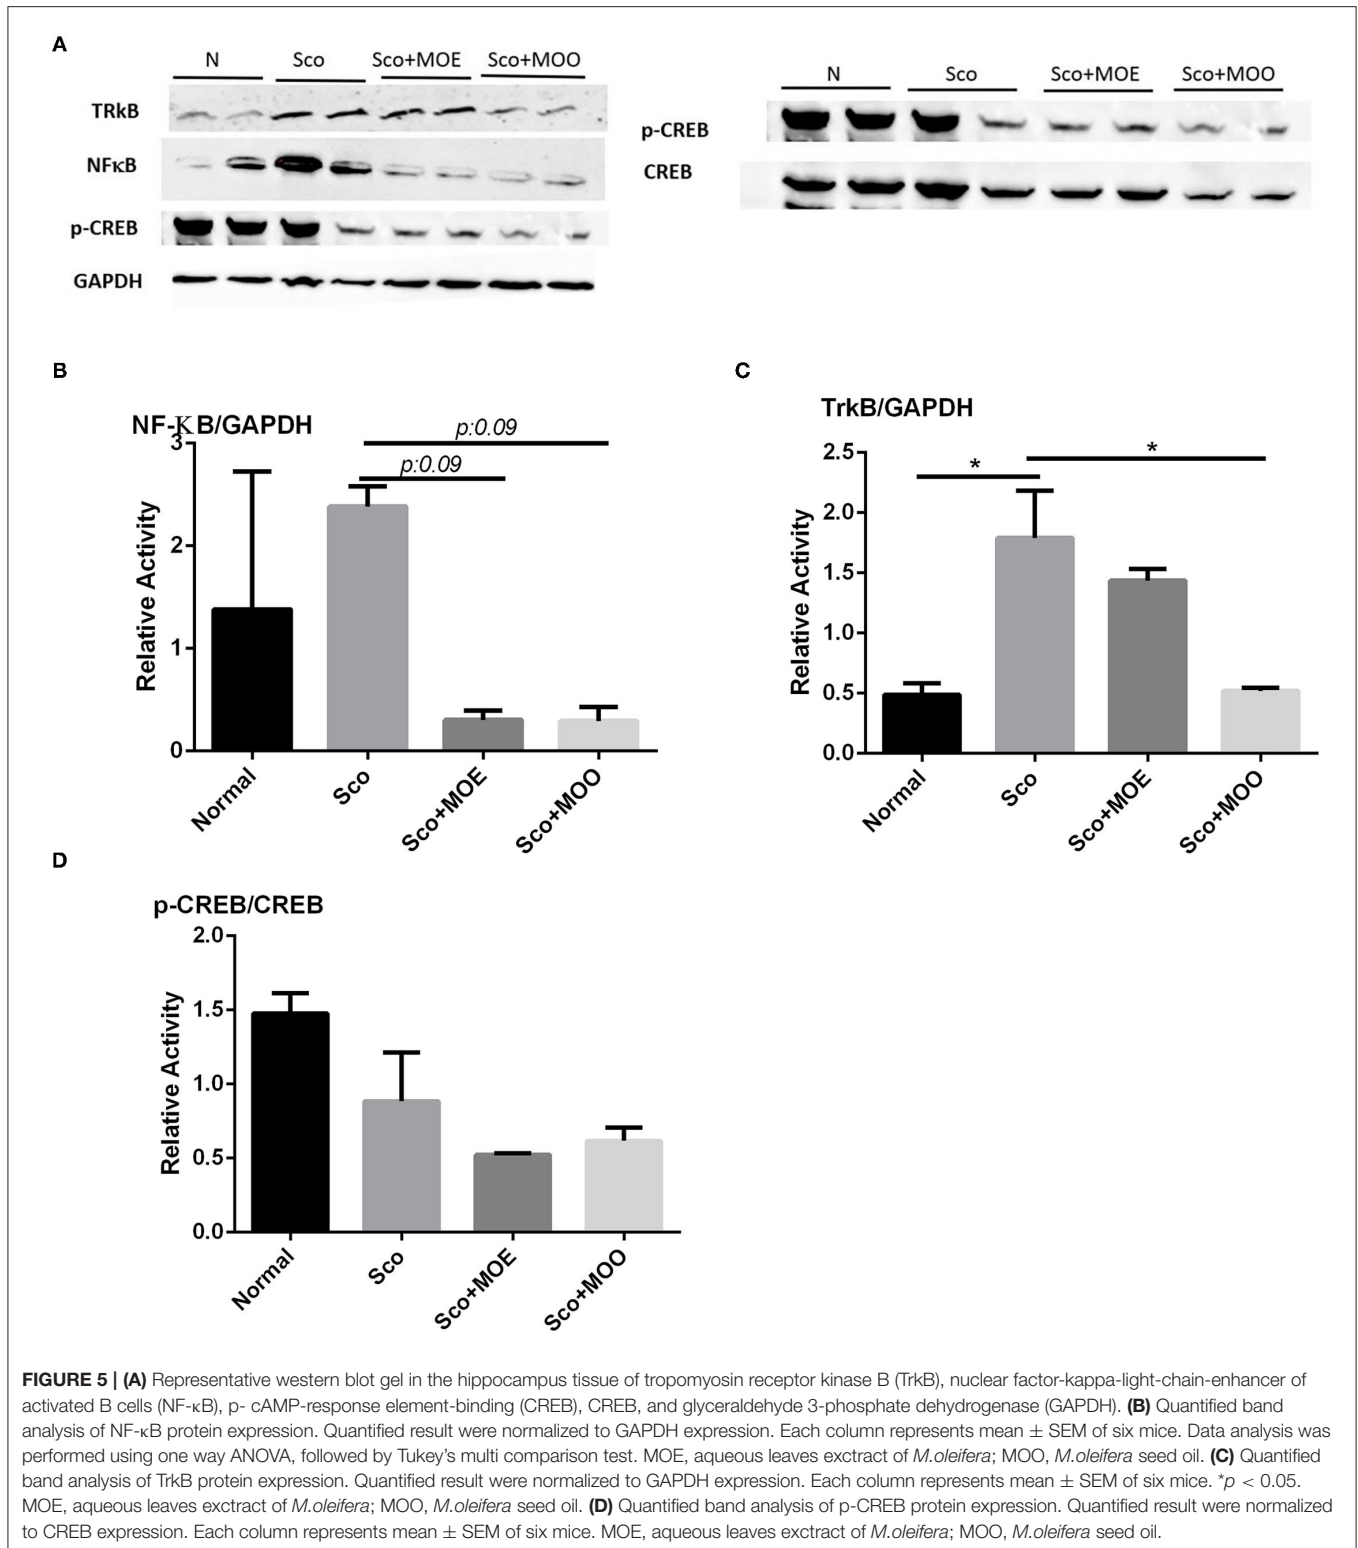 A
N Sco Sco+MOE Sco+MOO
TRkB
NFκB
p-CREB
GAPDH
N Sco Sco+MOE Sco+MOO
p-CREB
CREB
B
NF-ΚB/GAPDH
p:0.09
p:0.09
Relative Activity
3
2
1
0
Normal
Sco
Sco+MOE
Sco+MOO
C
TrkB/GAPDH
*
*
Relative Activity
2.5
2.0
1.5
1.0
0.5
0.0
Normal
Sco
Sco+MOE
Sco+MOO
D
p-CREB/CREB
Relative Activity
2.0
1.5
1.0
0.5
0.0
Normal
Sco
Sco+MOE
Sco+MOO
FIGURE 5 | (A) Representative western blot gel in the hippocampus tissue of tropomyosin receptor kinase B (TrkB), nuclear factor-kappa-light-chain-enhancer of
activated B cells (NF-κB), p- cAMP-response element-binding (CREB), CREB, and glyceraldehyde 3-phosphate dehydrogenase (GAPDH). (B) Quantified band
analysis of NF-κB protein expression. Quantified result were normalized to GAPDH expression. Each column represents mean ± SEM of six mice. Data analysis was
performed using one way ANOVA, followed by Tukey's multi comparison test. MOE, aqueous leaves exctract of M.oleifera; MOO, M.oleifera seed oil. (C) Quantified
band analysis of TrkB protein expression. Quantified result were normalized to GAPDH expression. Each column represents mean ± SEM of six mice. *p < 0.05.
MOE, aqueous leaves exctract of M.oleifera; MOO, M.oleifera seed oil. (D) Quantified band analysis of p-CREB protein expression. Quantified result were normalized
to CREB expression. Each column represents mean ± SEM of six mice. MOE, aqueous leaves exctract of M.oleifera; MOO, M.oleifera seed oil.